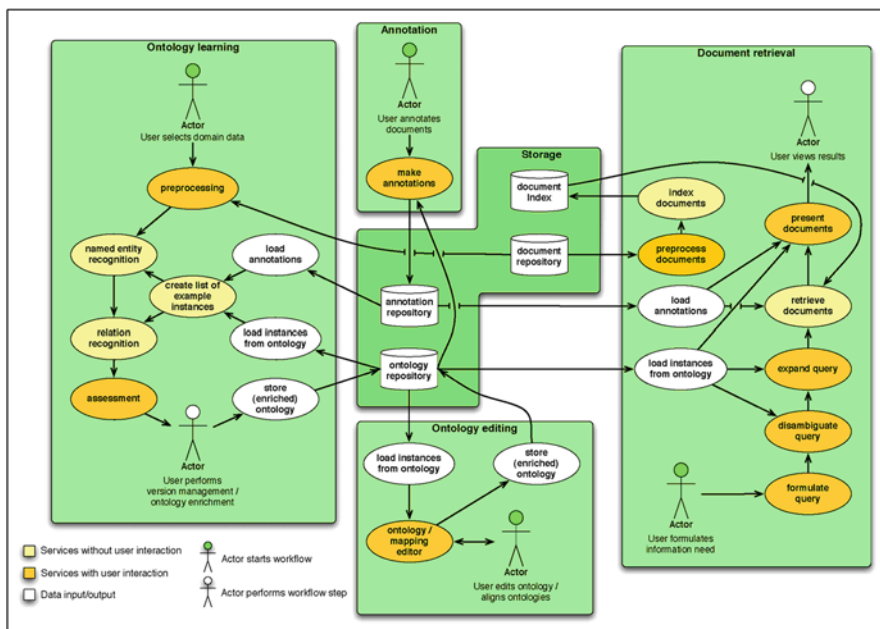 Ontology learning
Actor
User selects domain data
preprocessing
named entity
recognition
load
annotations
create list of
example
instances
relation
recognition
load instances
from ontology
assessment
store
(enriched)
ontology
Actor
User performs
version management /
ontology enrichment
Annotation
Actor
User annotates
documents
make
annotations
Storage
document
index
document
repository
annotation
repository
ontology
repository
Ontology editing
load instances
from ontology
store
(enriched)
ontology
ontology /
mapping
editor
Actor
User edits ontology /
aligns ontologies
Document retrieval
Actor
User views results
index
documents
present
documents
preprocess
documents
load
annotations
retrieve
documents
load instances
from ontology
expand query
disambiguate
query
formulate
query
Actor
User formulates
information need
Services without user interaction
Services with user interaction
Data input/output
Actor starts workflow
Actor performs workflow step